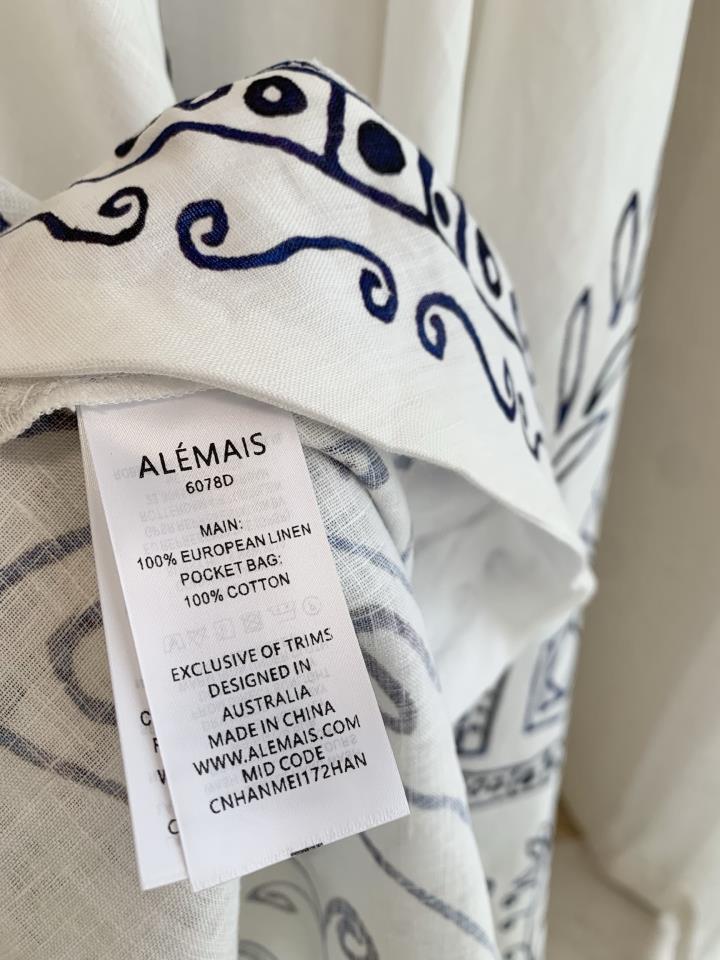 ALÉMAIS
6078D
MAIN:
100% EUROPEAN LINEN
POCKET BAG:
100% COTTON
EXCLUSIVE OF TRIMS
DESIGNED IN
AUSTRALIA
MADE IN CHINA
WWW.ALEMAIS.COM
MID CODE
CNHANMEI172HAN